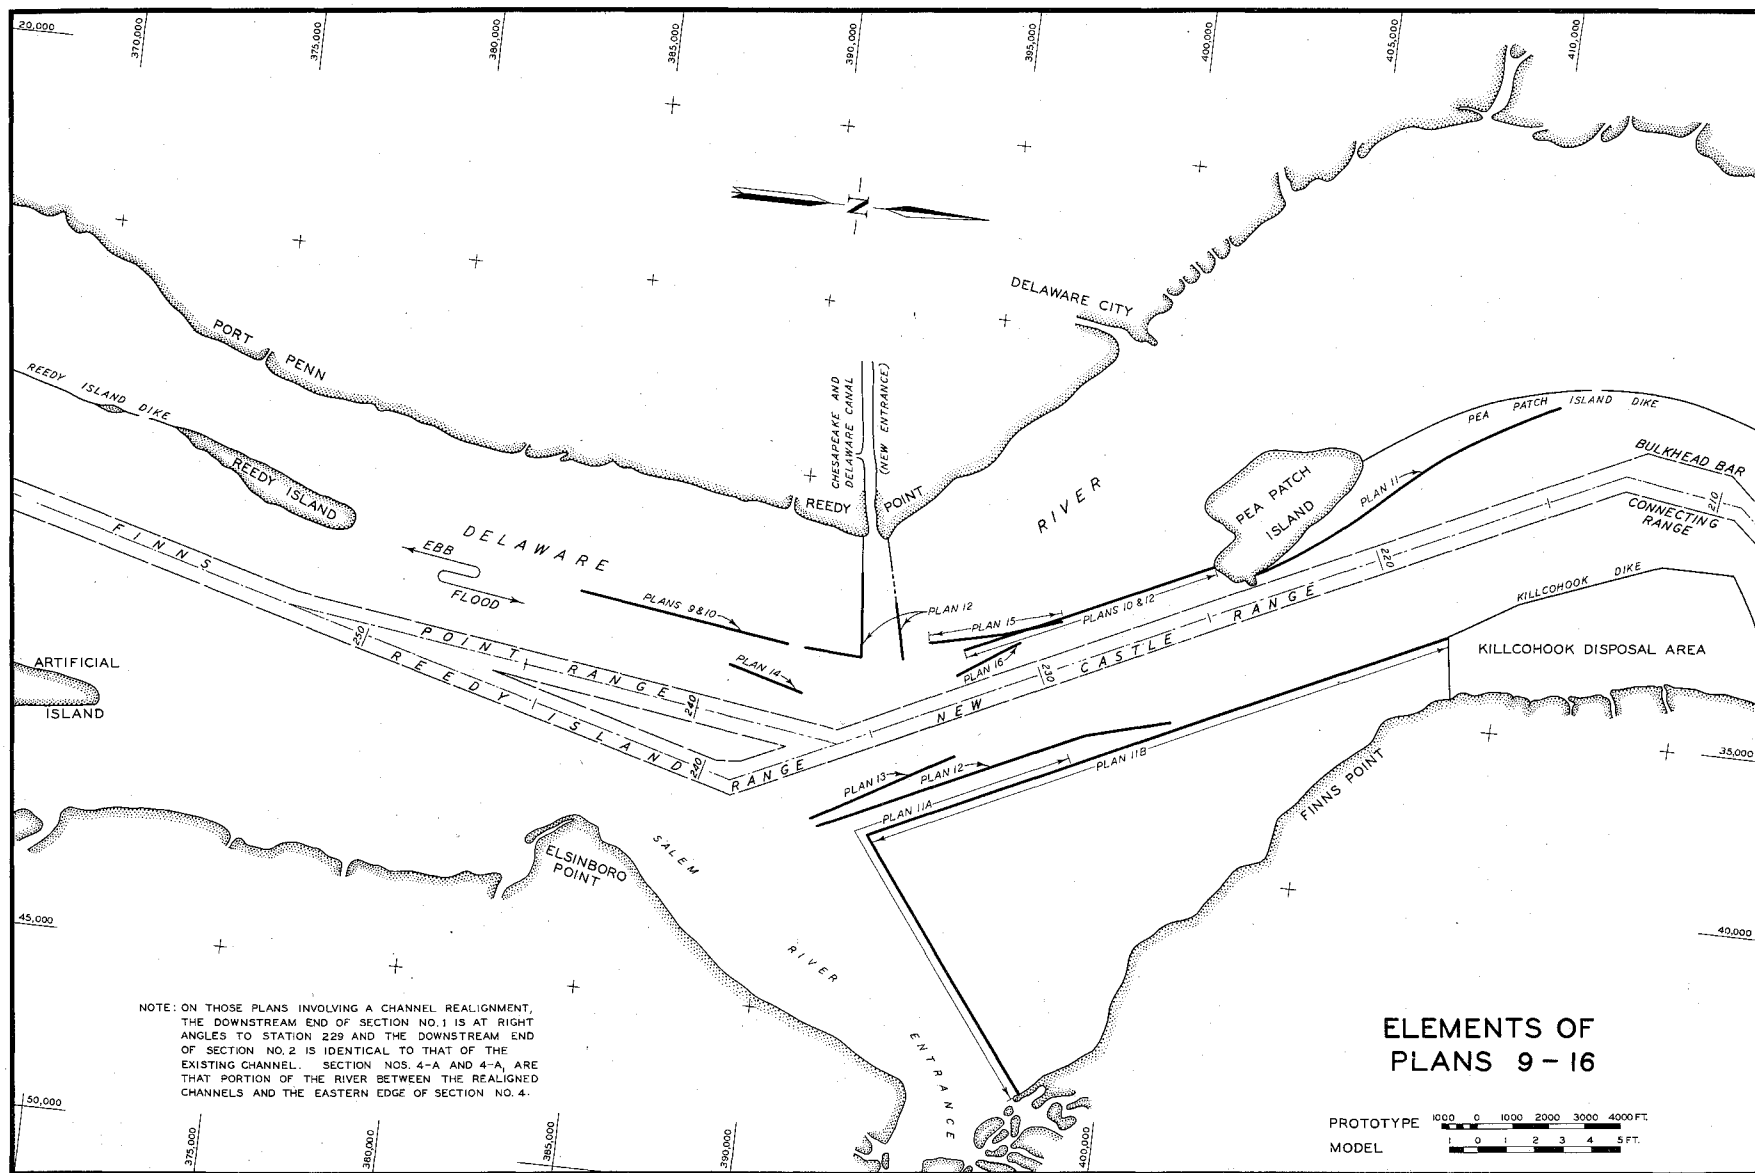 20,000
370,000
375,000
380,000
385,000
390,000
395,000
400,000
405,000
410,000
N
DELAWARE CITY
PORT PENN
REEDY ISLAND DIKE
REEDY ISLAND
CHESAPEAKE AND
DELAWARE CANAL
(NEW ENTRANCE)
REEDY POINT
DELAWARE RIVER
EBB
FLOOD
PEA PATCH ISLAND DIKE
PEA PATCH
ISLAND
PLAN 11
BULKHEAD BAR
210
CONNECTING
RANGE
220
KILLCOHOOK DIKE
KILLCOHOOK DISPOSAL AREA
FINNS POINT RANGE
PLANS 9 & 10
PLAN 12
PLAN 15
PLANS 10 & 12
PLAN 16
PLAN 14
250
240
REEDY ISLAND RANGE
240
NEW CASTLE RANGE
230
ARTIFICIAL
ISLAND
PLAN 13
PLAN 12
PLAN 11B
PLAN 11A
FINNS POINT
35,000
ELSINBORO
POINT
SALEM RIVER ENTRANCE
45,000
40,000
50,000
NOTE: ON THOSE PLANS INVOLVING A CHANNEL REALIGNMENT,
THE DOWNSTREAM END OF SECTION NO. 1 IS AT RIGHT
ANGLES TO STATION 229 AND THE DOWNSTREAM END
OF SECTION NO. 2 IS IDENTICAL TO THAT OF THE
EXISTING CHANNEL. SECTION NOS. 4-A AND 4-A, ARE
THAT PORTION OF THE RIVER BETWEEN THE REALIGNED
CHANNELS AND THE EASTERN EDGE OF SECTION NO. 4.
375,000
380,000
385,000
390,000
400,000
ELEMENTS OF
PLANS 9-16
PROTOTYPE 1000 0 1000 2000 3000 4000 FT.
MODEL 1 0 1 2 3 4 5 FT.